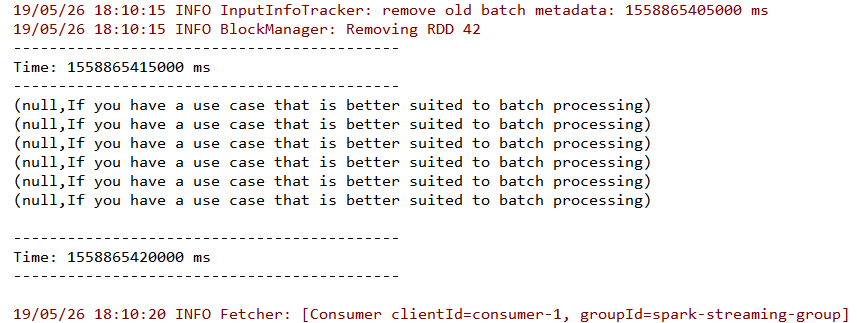 19/05/26 18:10:15 INFO InputInfoTracker: remove old batch metadata: 1558865405000 ms
19/05/26 18:10:15 INFO BlockManager: Removing RDD 42
-------------------------------------------
Time: 1558865415000 ms
-------------------------------------------
(null,If you have a use case that is better suited to batch processing)
(null,If you have a use case that is better suited to batch processing)
(null,If you have a use case that is better suited to batch processing)
(null,If you have a use case that is better suited to batch processing)
(null,If you have a use case that is better suited to batch processing)
(null,If you have a use case that is better suited to batch processing)

-------------------------------------------
Time: 1558865420000 ms
-------------------------------------------

19/05/26 18:10:20 INFO Fetcher: [Consumer clientId=consumer-1, groupId=spark-streaming-group]